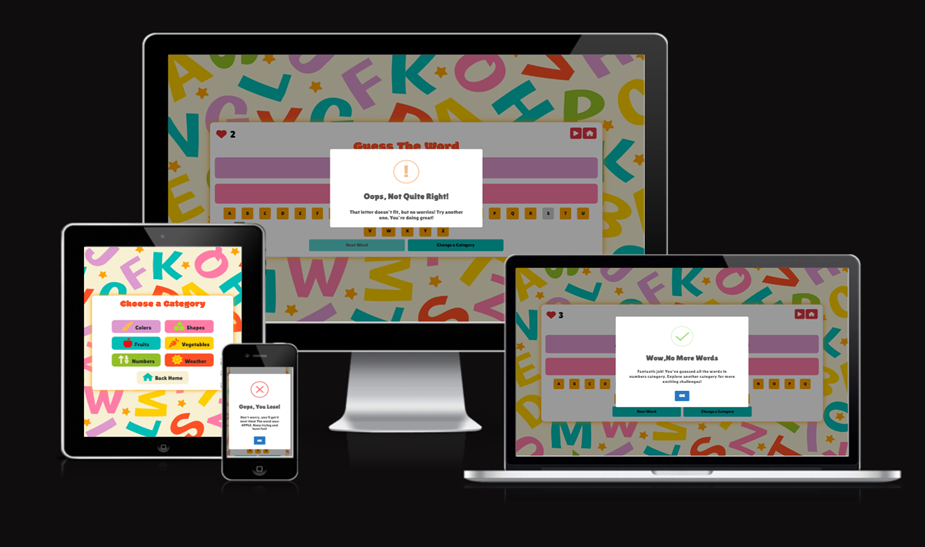 2
Guess The Word
Oops, Not Quite Right!
That letter doesn't fit, but no worries! Try another
one. You're doing great!
A B C D E F P Q R S T U
V W X Y Z
New Word Change a Category
Choose a Category
Colors Shapes
Fruits Vegetables
Numbers Weather
Back Home
Oops, You Lose!
Don't worry, you'll get it
next time! The word was
APPLE. Keep trying and
have fun!
OK
3
Wow,No More Words
Fantastic job! You've guessed all the words in
numbers category. Explore another category for more
exciting challenges!
OK
A B C D N O P Q
New Word Change a Category